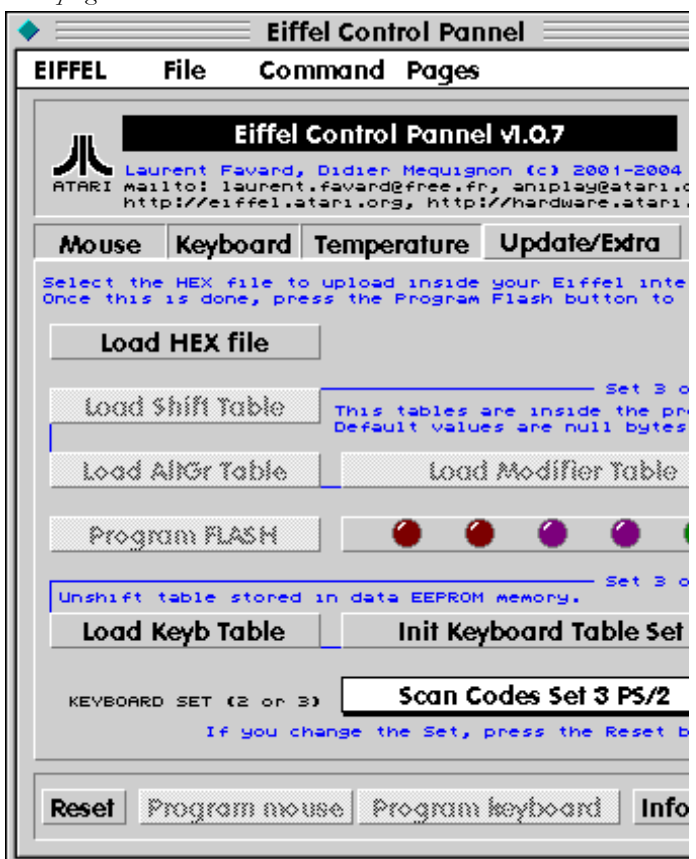 Eiffel Control Pannel
EIFFEL File Command Pages
Eiffel Control Pannel v1.0.7
Laurent Favard, Didier Mequignon (c) 2001-2004
ATARI mailto: laurent.favard@free.fr, aniplay@atari.
http://eiffel.atari.org, http://hardware.atari.
Mouse Keyboard Temperature Update/Extra
Select the HEX file to upload inside your Eiffel inte
Once this is done, press the Program Flash button to
Load HEX file
Set 3 o
Load Shift Table
This tables are inside the pr
Default values are null bytes
Load AltGr Table Load Modifier Table
Program FLASH
Set 3 o
Unshift table stored in data EEPROM memory.
Load Keyb Table Init Keyboard Table Set
KEYBOARD SET (2 or 3) Scan Codes Set 3 PS/2
If you change the Set, press the Reset b
Reset Program mouse Program keyboard Info